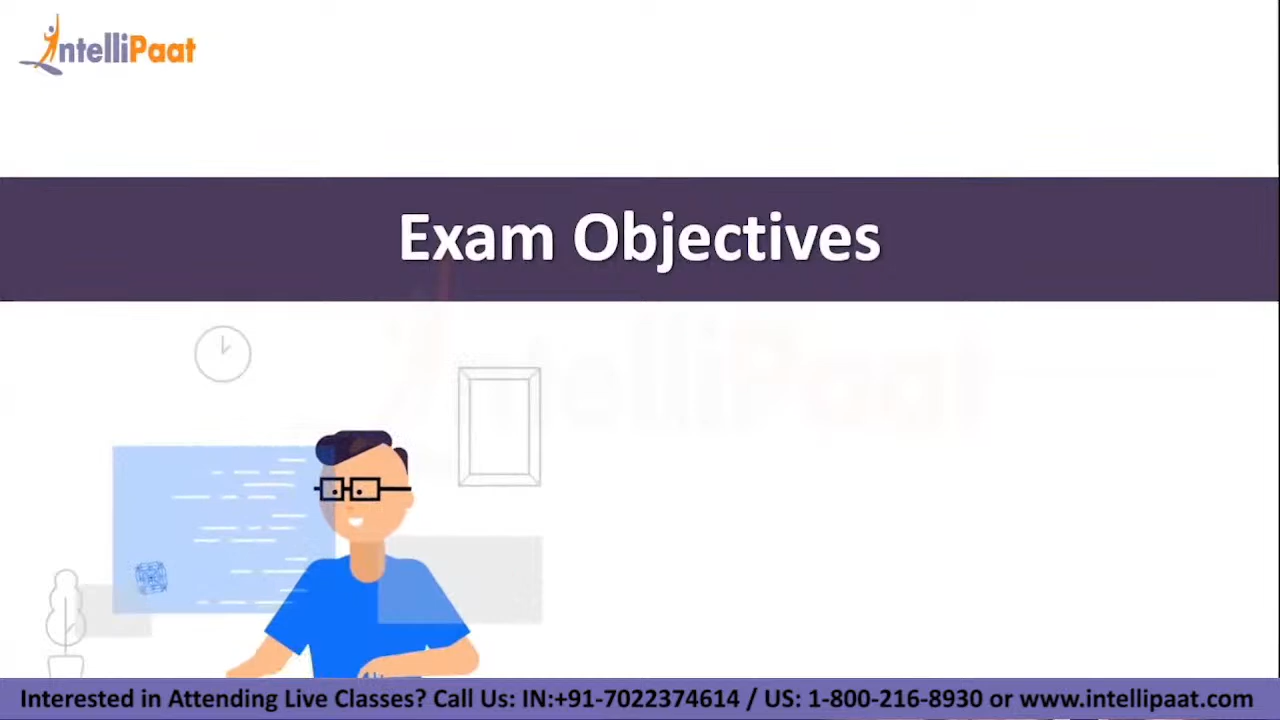 IntelliPaat
Exam Objectives
IntelliPaat
Interested in Attending Live Classes? Call Us: IN:+91-7022374614 / US: 1-800-216-8930 or www.intellipaat.com